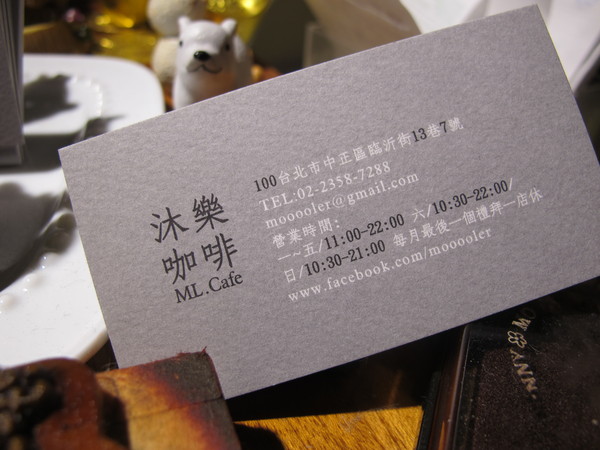 沐樂
咖啡
ML.Cafe
100台北市中正區臨沂街13巷7號
TEL:02-2358-7288
mooooler@gmail.com
營業時間:
一~五/11:00-22:00 六/10:30-22:00/
日/10:30-21:00 每月最後一個禮拜一店休
www.facebook.com/mooooler